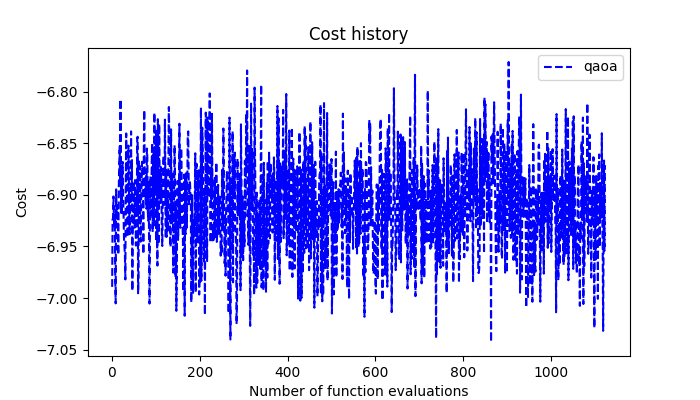 Cost history
qaoa
−6.80
−6.85
−6.90
−6.95
−7.00
−7.05
Cost
0 200 400 600 800 1000
Number of function evaluations